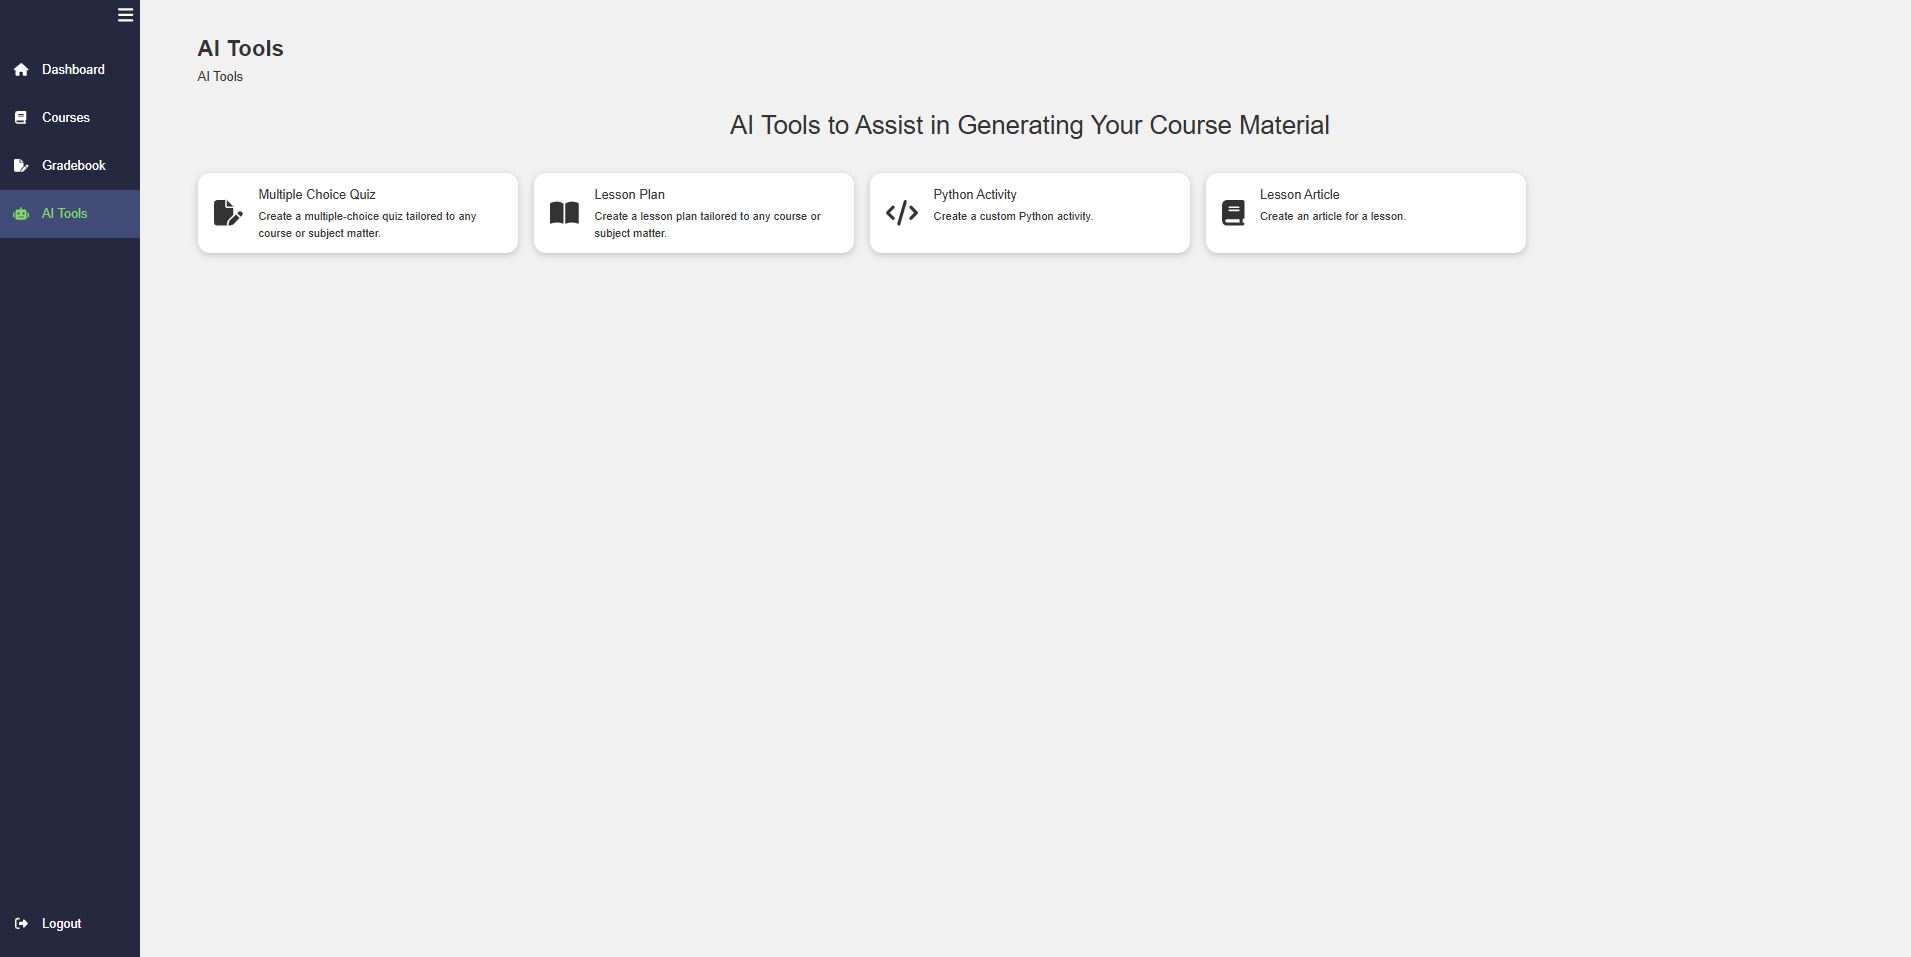 Dashboard
Courses
Gradebook
AI Tools
Logout
AI Tools
AI Tools
AI Tools to Assist in Generating Your Course Material
Multiple Choice Quiz
Create a multiple-choice quiz tailored to any
course or subject matter.
Lesson Plan
Create a lesson plan tailored to any course or
subject matter.
Python Activity
Create a custom Python activity.
Lesson Article
Create an article for a lesson.